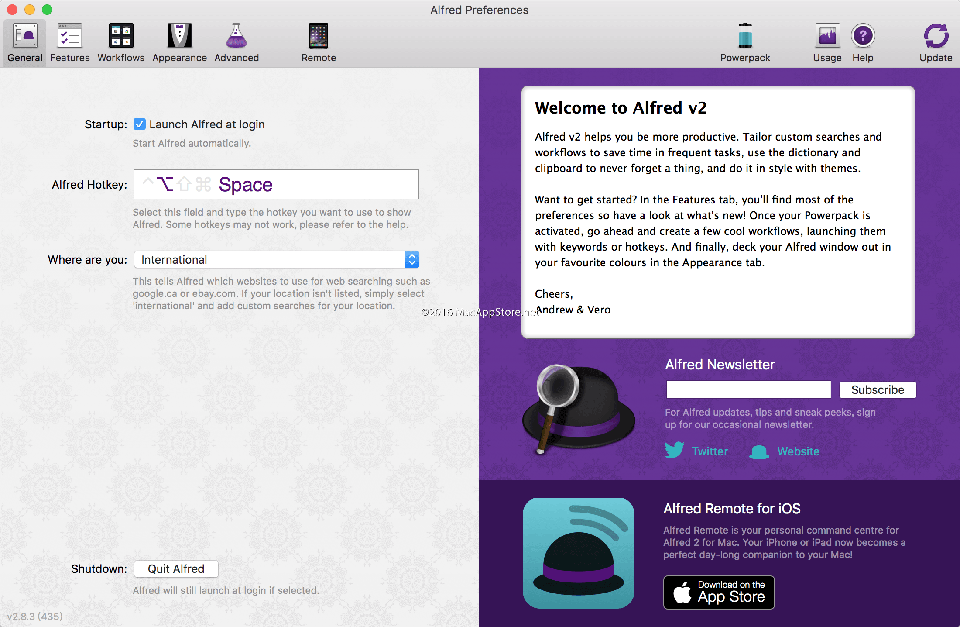 Alfred Preferences
General Features Workflows Appearance Advanced Remote Powerpack Usage Help Update
Startup: Launch Alfred at login
Start Alfred automatically.
Alfred Hotkey: ^⌥⇧⌘ Space
Select this field and type the hotkey you want to use to show
Alfred. Some hotkeys may not work, please refer to the help.
Where are you: International
This tells Alfred which websites to use for web searching such as
google.ca or ebay.com. If your location isn't listed, simply select
'international' and add custom searches for your location.
Shutdown: Quit Alfred
Alfred will still launch at login if selected.
v2.8.3 (435)
Welcome to Alfred v2
Alfred v2 helps you be more productive. Tailor custom searches and
workflows to save time in frequent tasks, use the dictionary and
clipboard to never forget a thing, and do it in style with themes.
Want to get started? In the Features tab, you'll find most of the
preferences so have a look at what's new! Once your Powerpack is
activated, go ahead and create a few cool workflows, launching them
with keywords or hotkeys. And finally, deck your Alfred window out in
your favourite colours in the Appearance tab.
Cheers,
Andrew & Vero
Alfred Newsletter
Subscribe
For Alfred updates, tips and sneak peeks, sign
up for our occasional newsletter.
Twitter Website
Alfred Remote for iOS
Alfred Remote is your personal command centre for
Alfred 2 for Mac. Your iPhone or iPad now becomes a
perfect day-long companion to your Mac!
Download on the
App Store